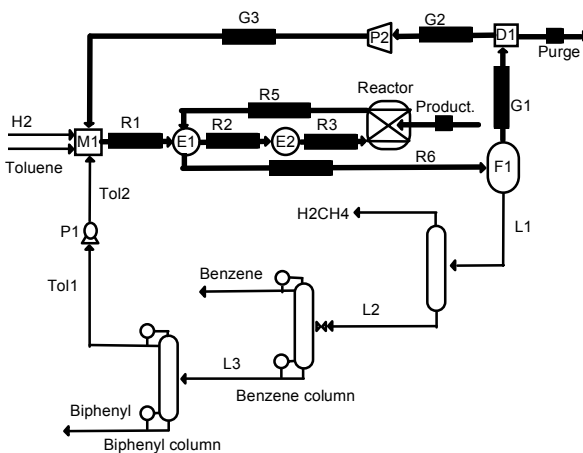 G3
P2
G2
D1
Purge
Reactor
Product.
G1
H2
R5
R1
R2
R3
M1
E1
E2
Toluene
R6
F1
Tol2
H2CH4
L1
P1
Benzene
Tol1
L2
L3
Benzene column
Biphenyl
Biphenyl column